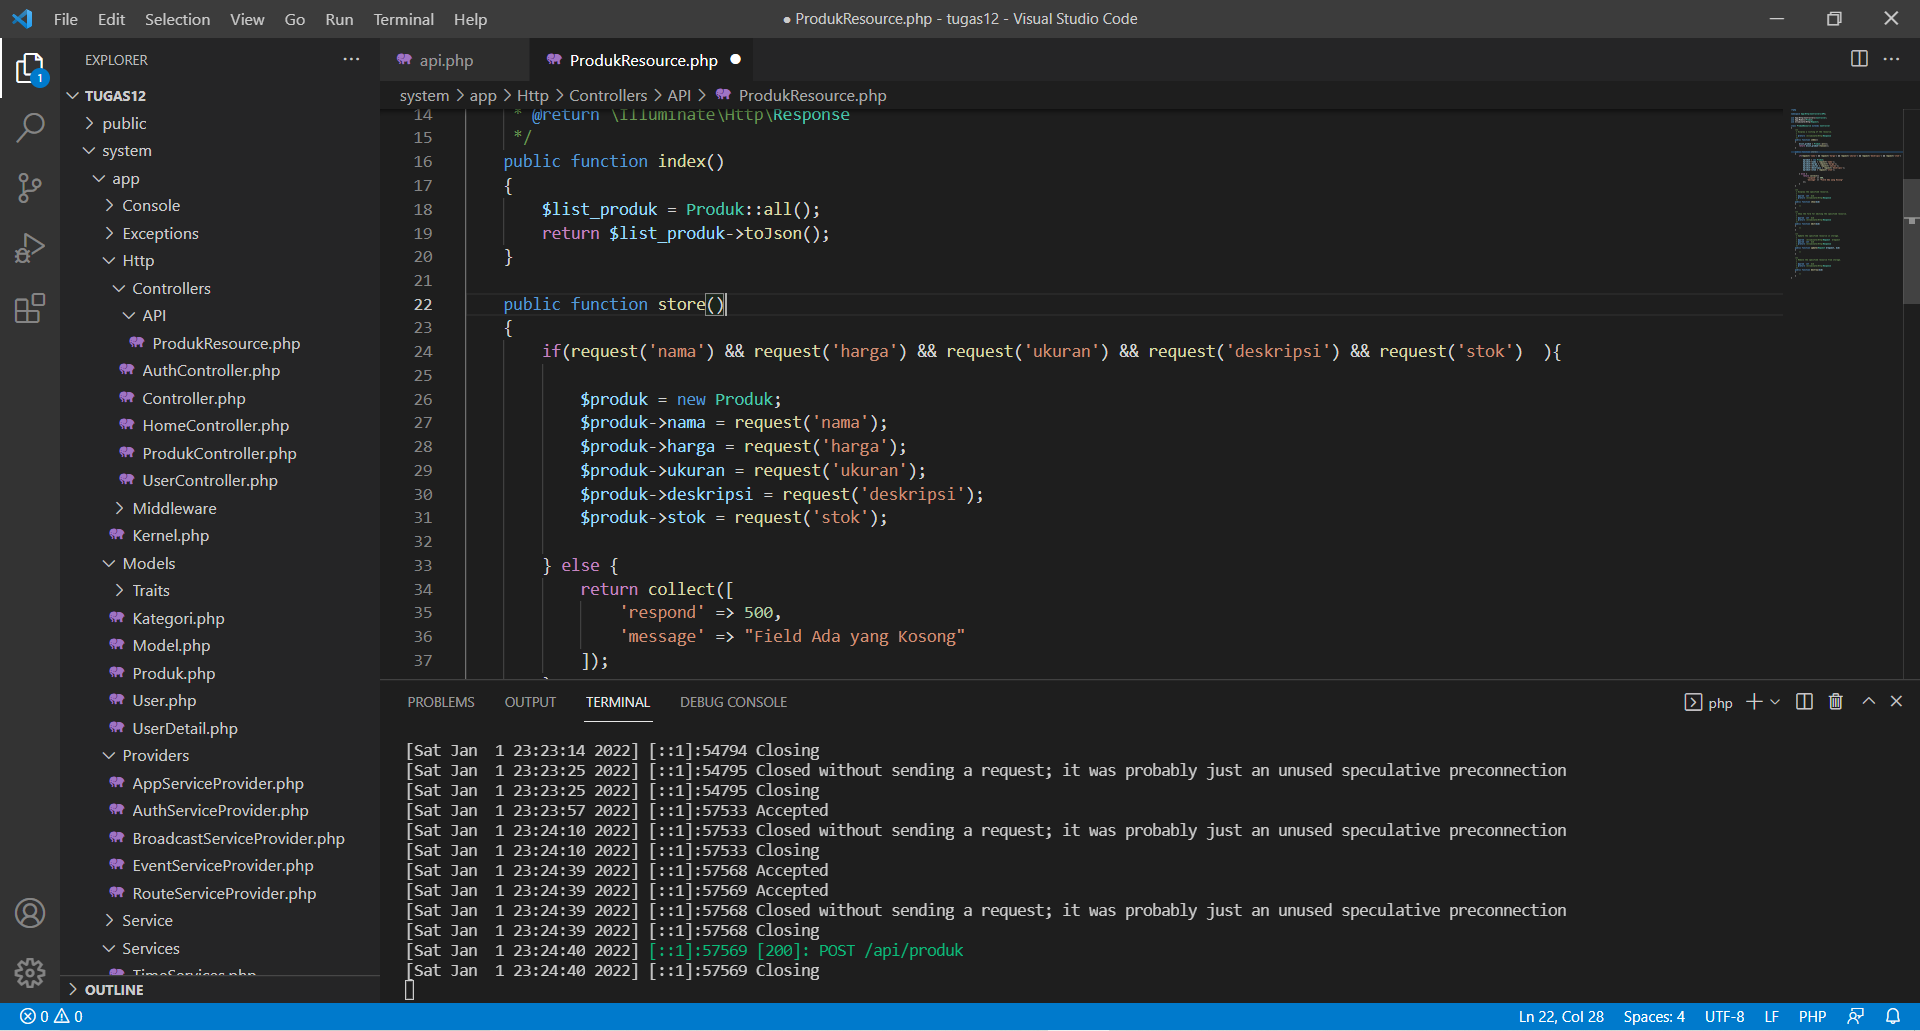 File Edit Selection View Go Run Terminal Help
● ProdukResource.php - tugas12 - Visual Studio Code
EXPLORER
1
TUGAS12
public
system
app
Console
Exceptions
Http
Controllers
API
ProdukResource.php
AuthController.php
Controller.php
HomeController.php
ProdukController.php
UserController.php
Middleware
Kernel.php
Models
Traits
Kategori.php
Model.php
Produk.php
User.php
UserDetail.php
Providers
AppServiceProvider.php
AuthServiceProvider.php
BroadcastServiceProvider.php
EventServiceProvider.php
RouteServiceProvider.php
Service
Services
TimeServices.php
OUTLINE
api.php
ProdukResource.php ●
system > app > Http > Controllers > API > ProdukResource.php
14 * @return \Illuminate\Http\Response
15 */
16 public function index()
17 {
18 $list_produk = Produk::all();
19 return $list_produk->toJson();
20 }
21
22 public function store()
23 {
24 if(request('nama') && request('harga') && request('ukuran') && request('deskripsi') && request('stok')  ){
25
26 $produk = new Produk;
27 $produk->nama = request('nama');
28 $produk->harga = request('harga');
29 $produk->ukuran = request('ukuran');
30 $produk->deskripsi = request('deskripsi');
31 $produk->stok = request('stok');
32
33 } else {
34 return collect([
35 'respond' => 500,
36 'message' => "Field Ada yang Kosong"
37 ]);
PROBLEMS OUTPUT TERMINAL DEBUG CONSOLE
php
[Sat Jan  1 23:23:14 2022] [::1]:54794 Closing
[Sat Jan  1 23:23:25 2022] [::1]:54795 Closed without sending a request; it was probably just an unused speculative preconnection
[Sat Jan  1 23:23:25 2022] [::1]:54795 Closing
[Sat Jan  1 23:23:57 2022] [::1]:57533 Accepted
[Sat Jan  1 23:24:10 2022] [::1]:57533 Closed without sending a request; it was probably just an unused speculative preconnection
[Sat Jan  1 23:24:10 2022] [::1]:57533 Closing
[Sat Jan  1 23:24:39 2022] [::1]:57568 Accepted
[Sat Jan  1 23:24:39 2022] [::1]:57569 Accepted
[Sat Jan  1 23:24:39 2022] [::1]:57568 Closed without sending a request; it was probably just an unused speculative preconnection
[Sat Jan  1 23:24:39 2022] [::1]:57568 Closing
[Sat Jan  1 23:24:40 2022] [::1]:57569 [200]: POST /api/produk
[Sat Jan  1 23:24:40 2022] [::1]:57569 Closing
0 0
Ln 22, Col 28 Spaces: 4 UTF-8 LF PHP